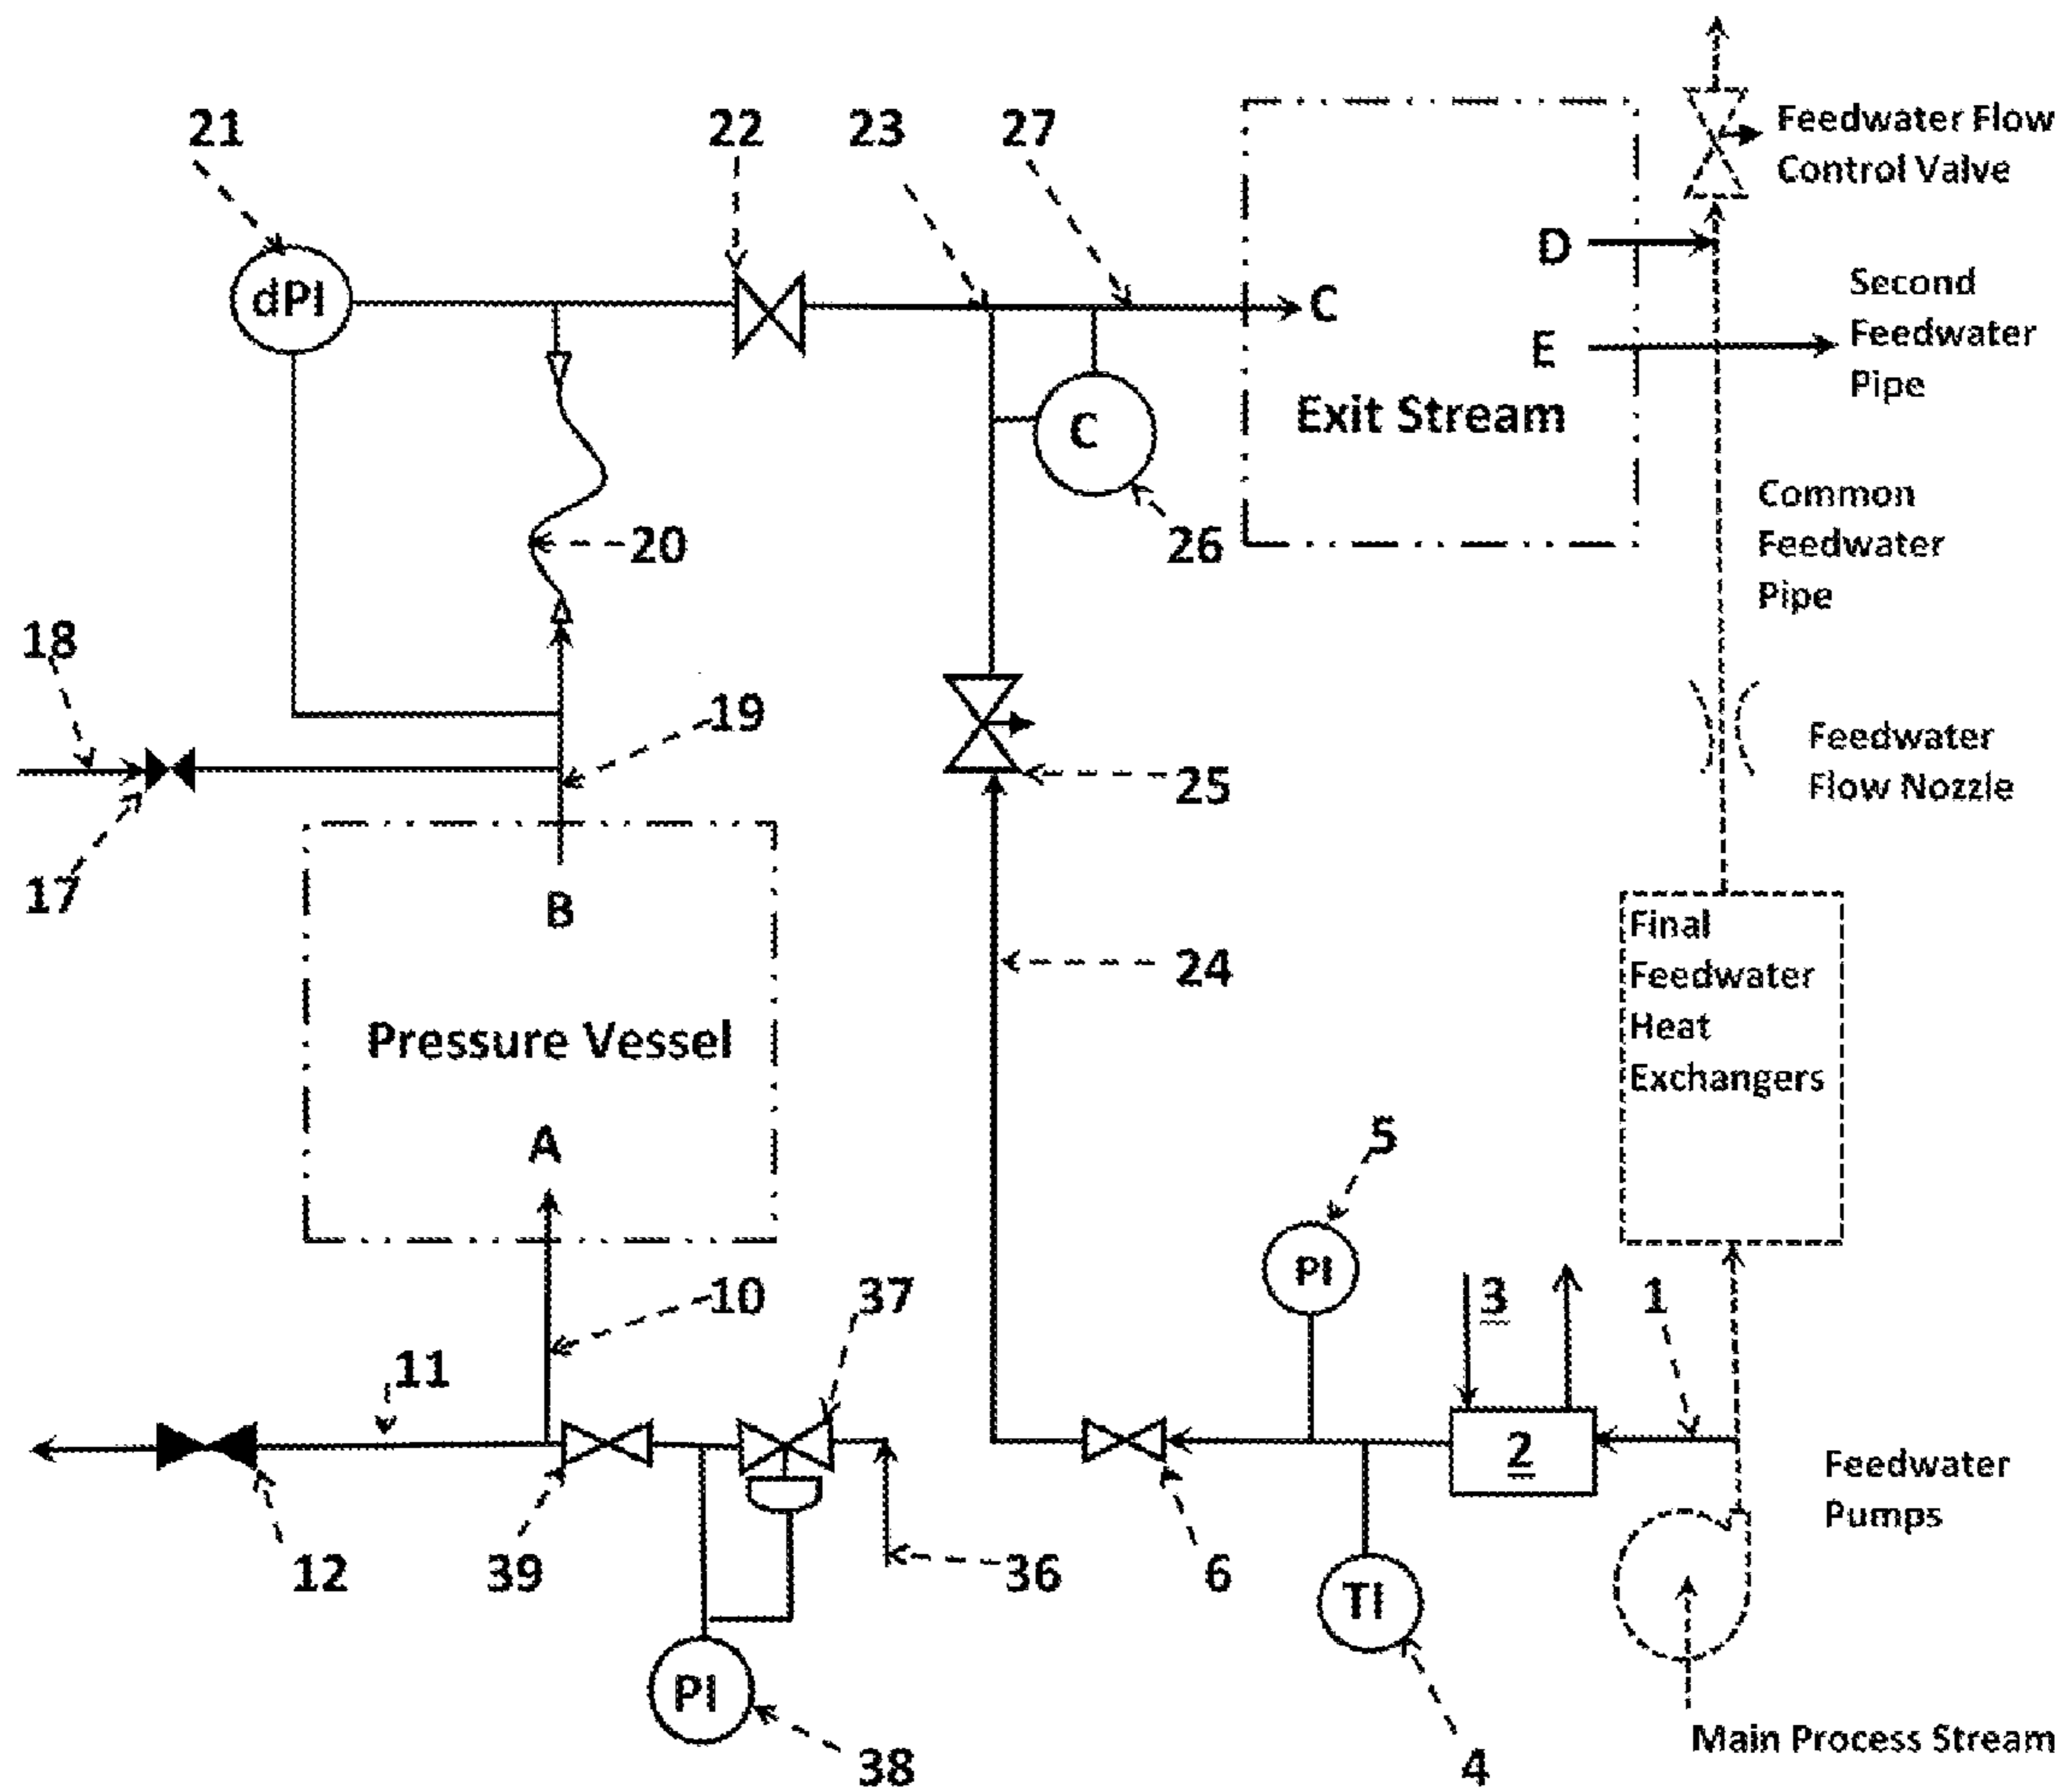 21
22
23
27
Feedwater Flow
Control Valve
dPI
D
C
Second
Feedwater
Pipe
E
Exit Stream
C
20
26
Common
Feedwater
Pipe
18
19
25
Feedwater
Flow Nozzle
17
B
24
Final
Feedwater
Heat
Exchangers
Pressure Vessel
A
5
PI
10
37
3
1
11
2
Feedwater
Pumps
12
39
36
6
TI
PI
38
4
Main Process Stream